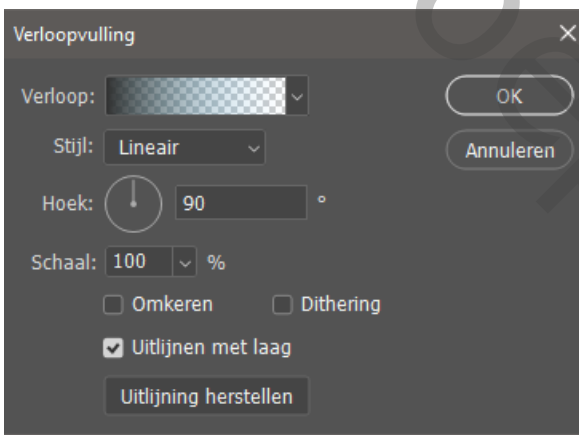 Verloopvulling
Verloop:
OK
Stijl: Lineair
Annuleren
Hoek: 90 °
Schaal: 100 %
Omkeren Dithering
Uitlijnen met laag
Uitlijning herstellen